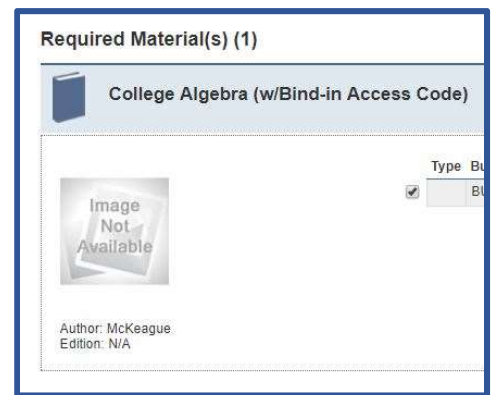 Required Material(s) (1)
College Algebra (w/Bind-in Access Code)
Type
Image
Not
Available
Author: McKeague
Edition: N/A